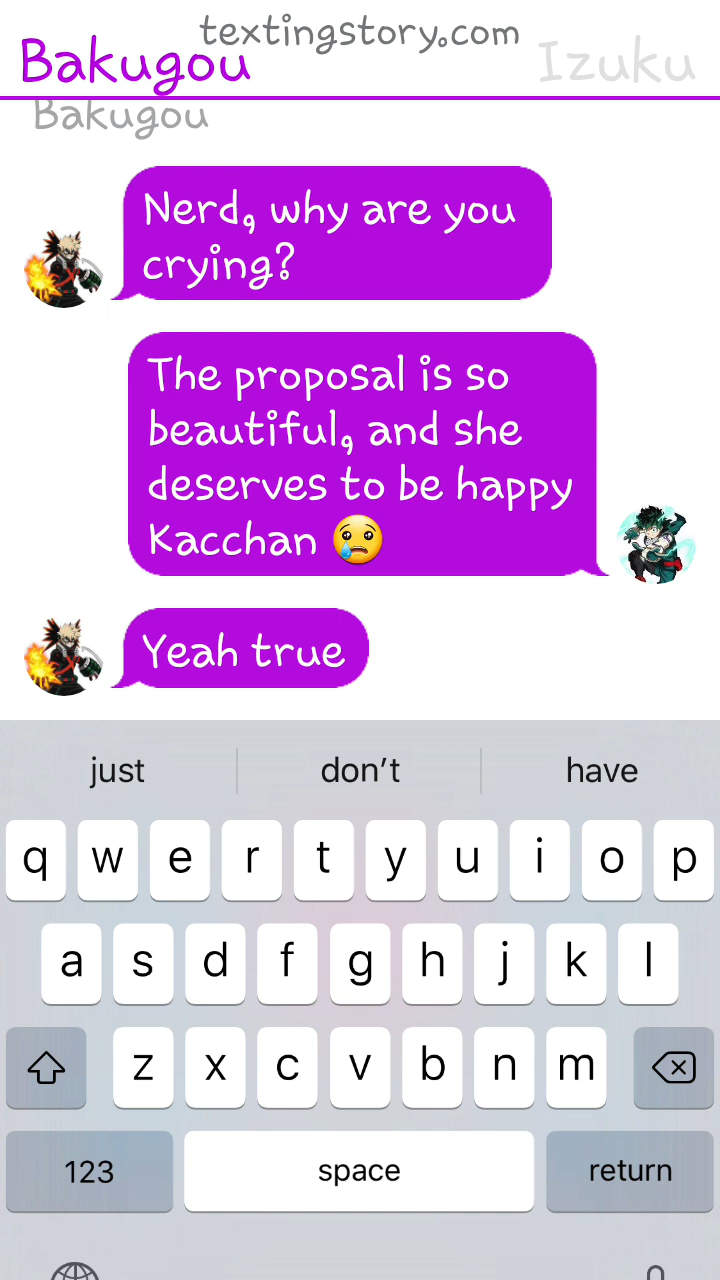 textingstory.com
Bakugou
Izuku
Bakugou
Nerd, why are you
crying?
The proposal is so
beautiful, and she
deserves to be happy
Kacchan 😢
Yeah true
just
don't
have
q w e r t y u i o p
a s d f g h j k l
z x c v b n m
123
space
return